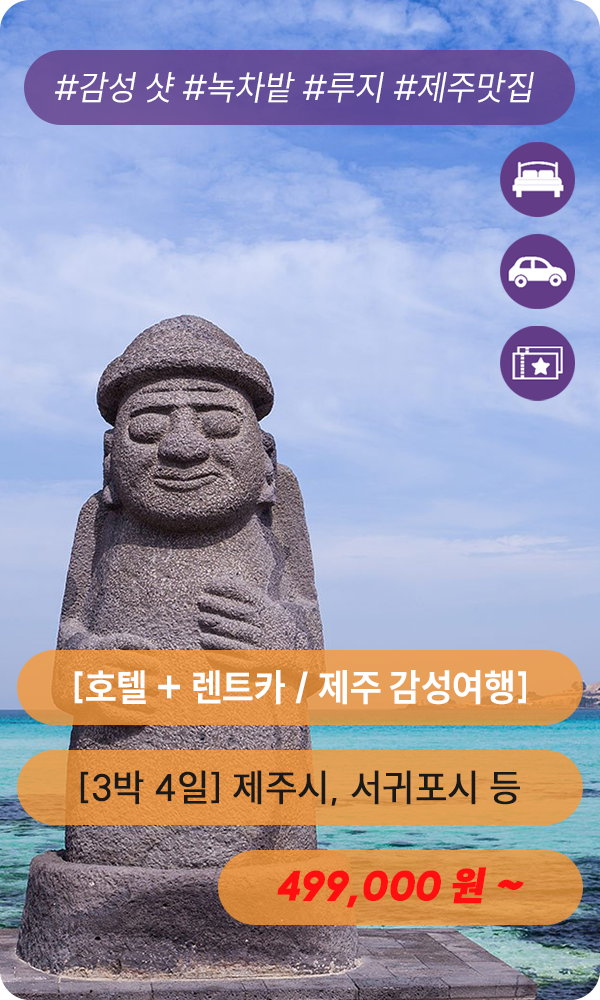 #감성 샷 #녹차밭 #루지 #제주맛집
[호텔 + 렌트카 / 제주 감성여행]
[3박 4일] 제주시, 서귀포시 등
499,000 원 ~